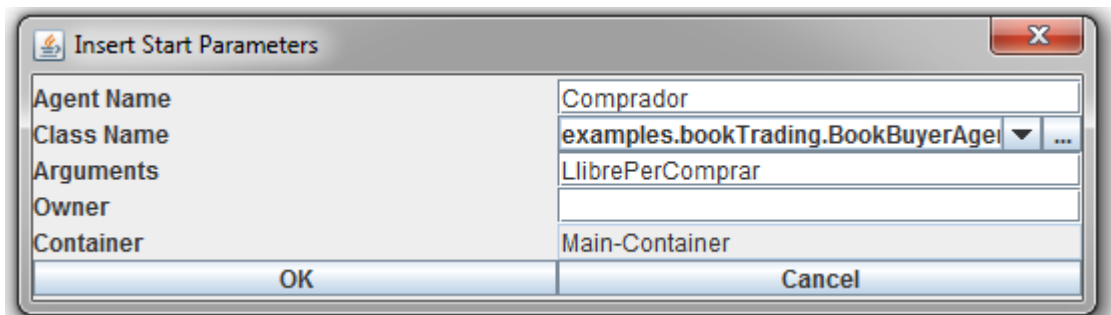 Insert Start Parameters
Agent Name Comprador
Class Name examples.bookTrading.BookBuyerAge ...
Arguments LlibrePerComprar
Owner
Container Main-Container
OK Cancel